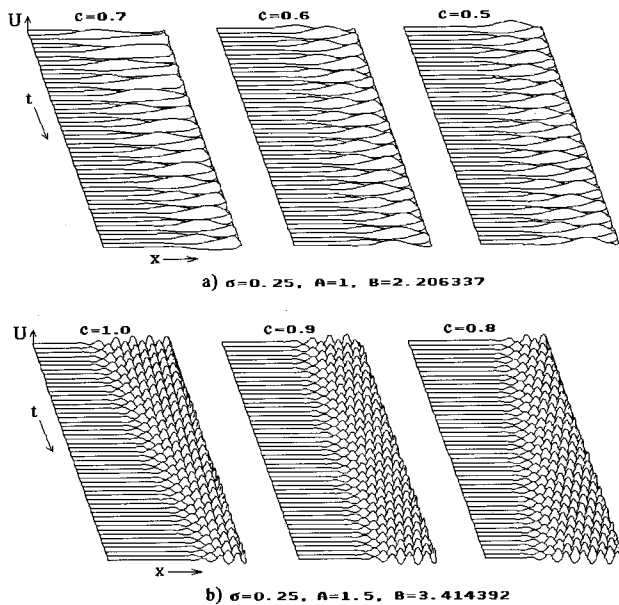 U C=0.7 C=0.6 C=0.5
t
x
a) σ=0.25, A=1, B=2.206337
U C=1.0 C=0.9 C=0.8
t
x
b) σ=0.25, A=1.5, B=3.414392